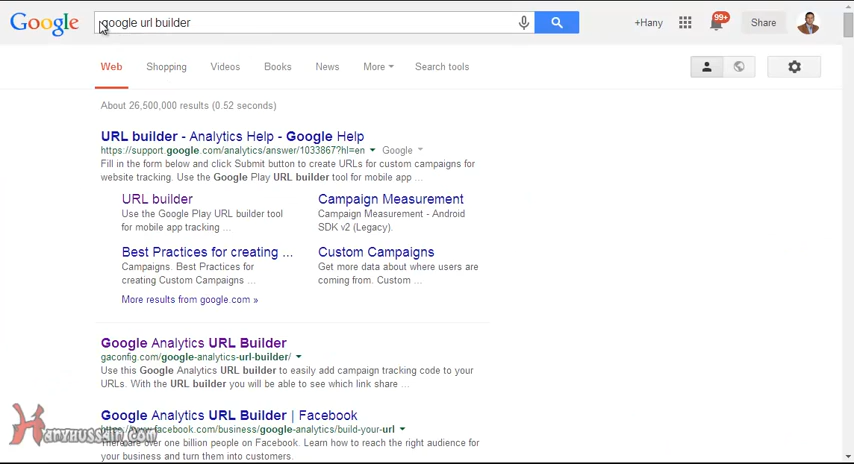 Google google url builder +Hany 99+ Share
Web Shopping Videos Books News More Search tools
About 26,500,000 results (0.52 seconds)
URL builder - Analytics Help - Google Help
https://support.google.com/analytics/answer/1033867?hl=en Google
Fill in the form below and click Submit button to create URLs for custom campaigns for
website tracking. Use the Google Play URL builder tool for mobile app ...
URL builder
Use the Google Play URL builder tool
for mobile app tracking ...
Campaign Measurement
Campaign Measurement - Android
SDK v2 (Legacy).
Best Practices for creating ...
Campaigns. Best Practices for
creating Custom Campaigns ...
Custom Campaigns
Get more data about where users are
coming from. Custom ...
More results from google.com »
Google Analytics URL Builder
gaconfig.com/google-analytics-url-builder/
Use this Google Analytics URL builder to easily add campaign tracking code to your
URLs. With the URL builder you will be able to see which link share ...
Google Analytics URL Builder | Facebook
https://www.facebook.com/business/google-analytics/build-your-url
There are over one billion people on Facebook. Learn how to reach the right audience for
your business and turn them into customers.
Hanyhussain.com